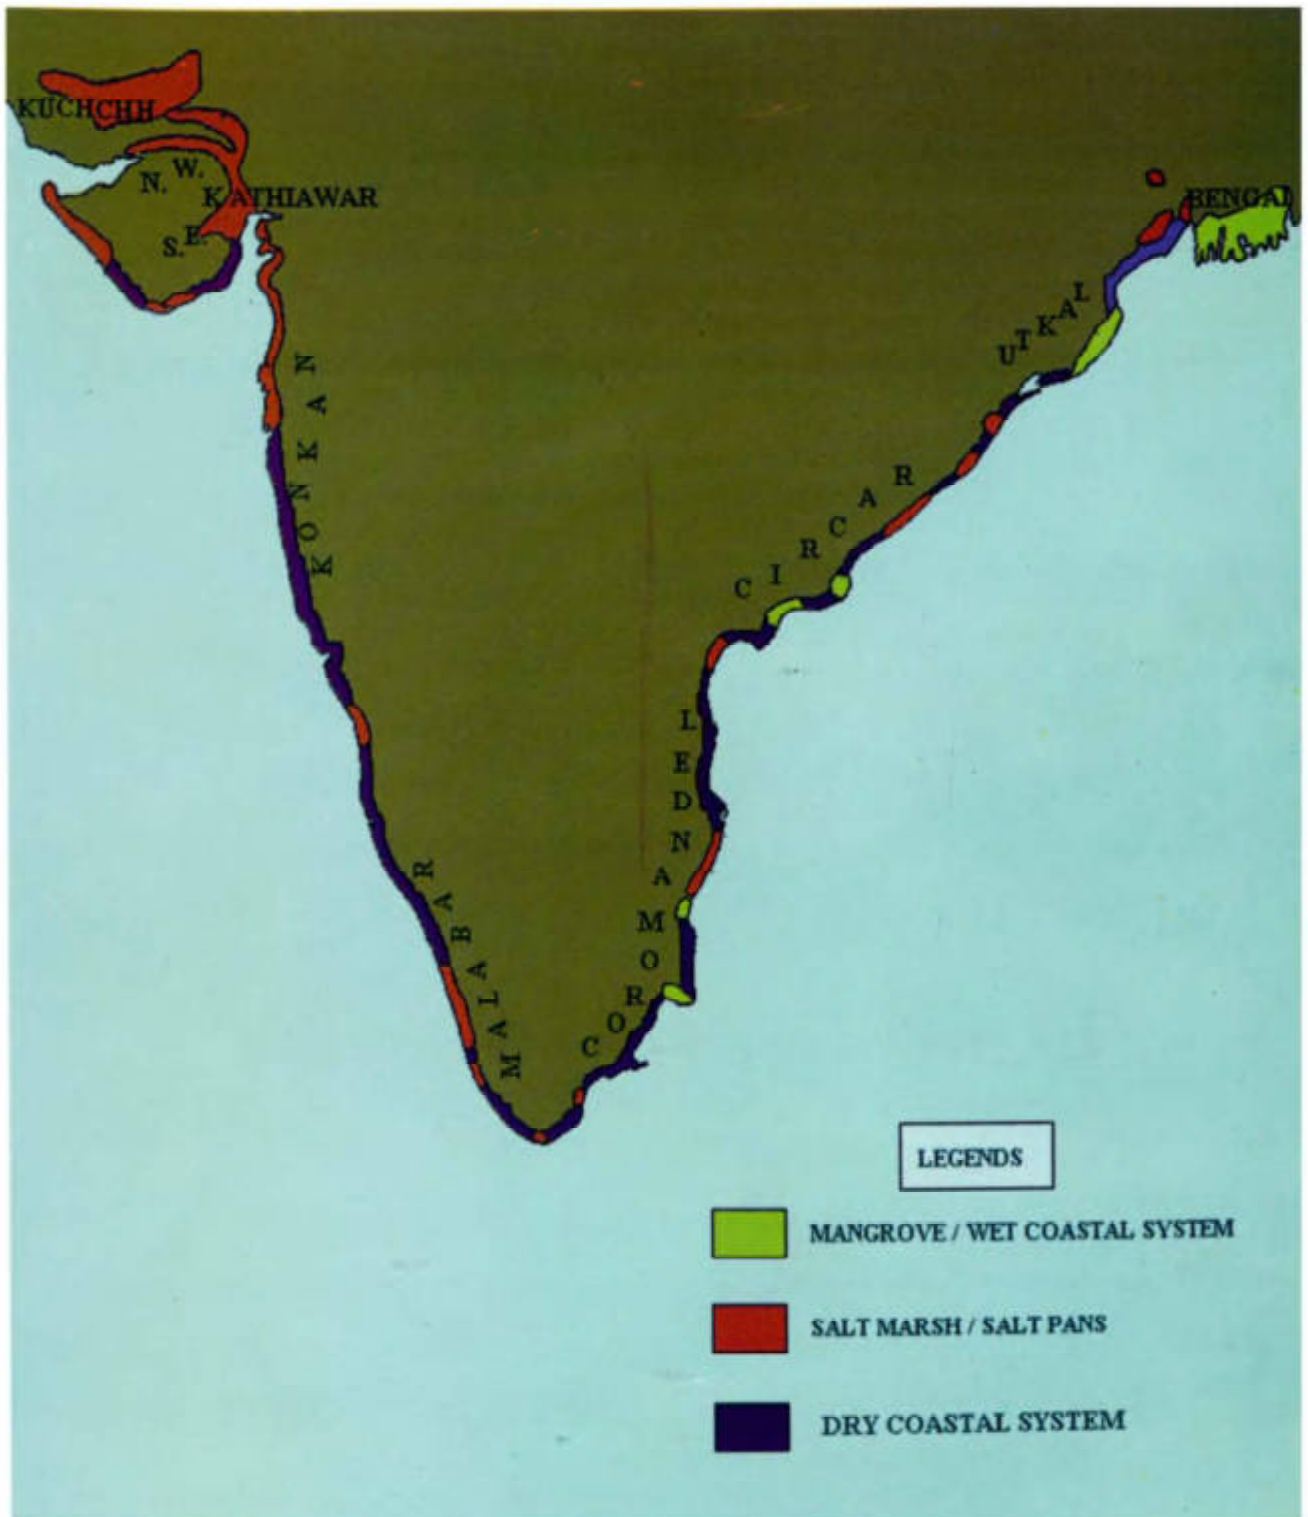 KUCHCHH
N. W.
KATHIAWAR
S. E.
BENGAL
UTKAL
KONKAN
CIRCAR
COROMANDEL
MALABAR
LEGENDS
MANGROVE / WET COASTAL SYSTEM
SALT MARSH / SALT PANS
DRY COASTAL SYSTEM